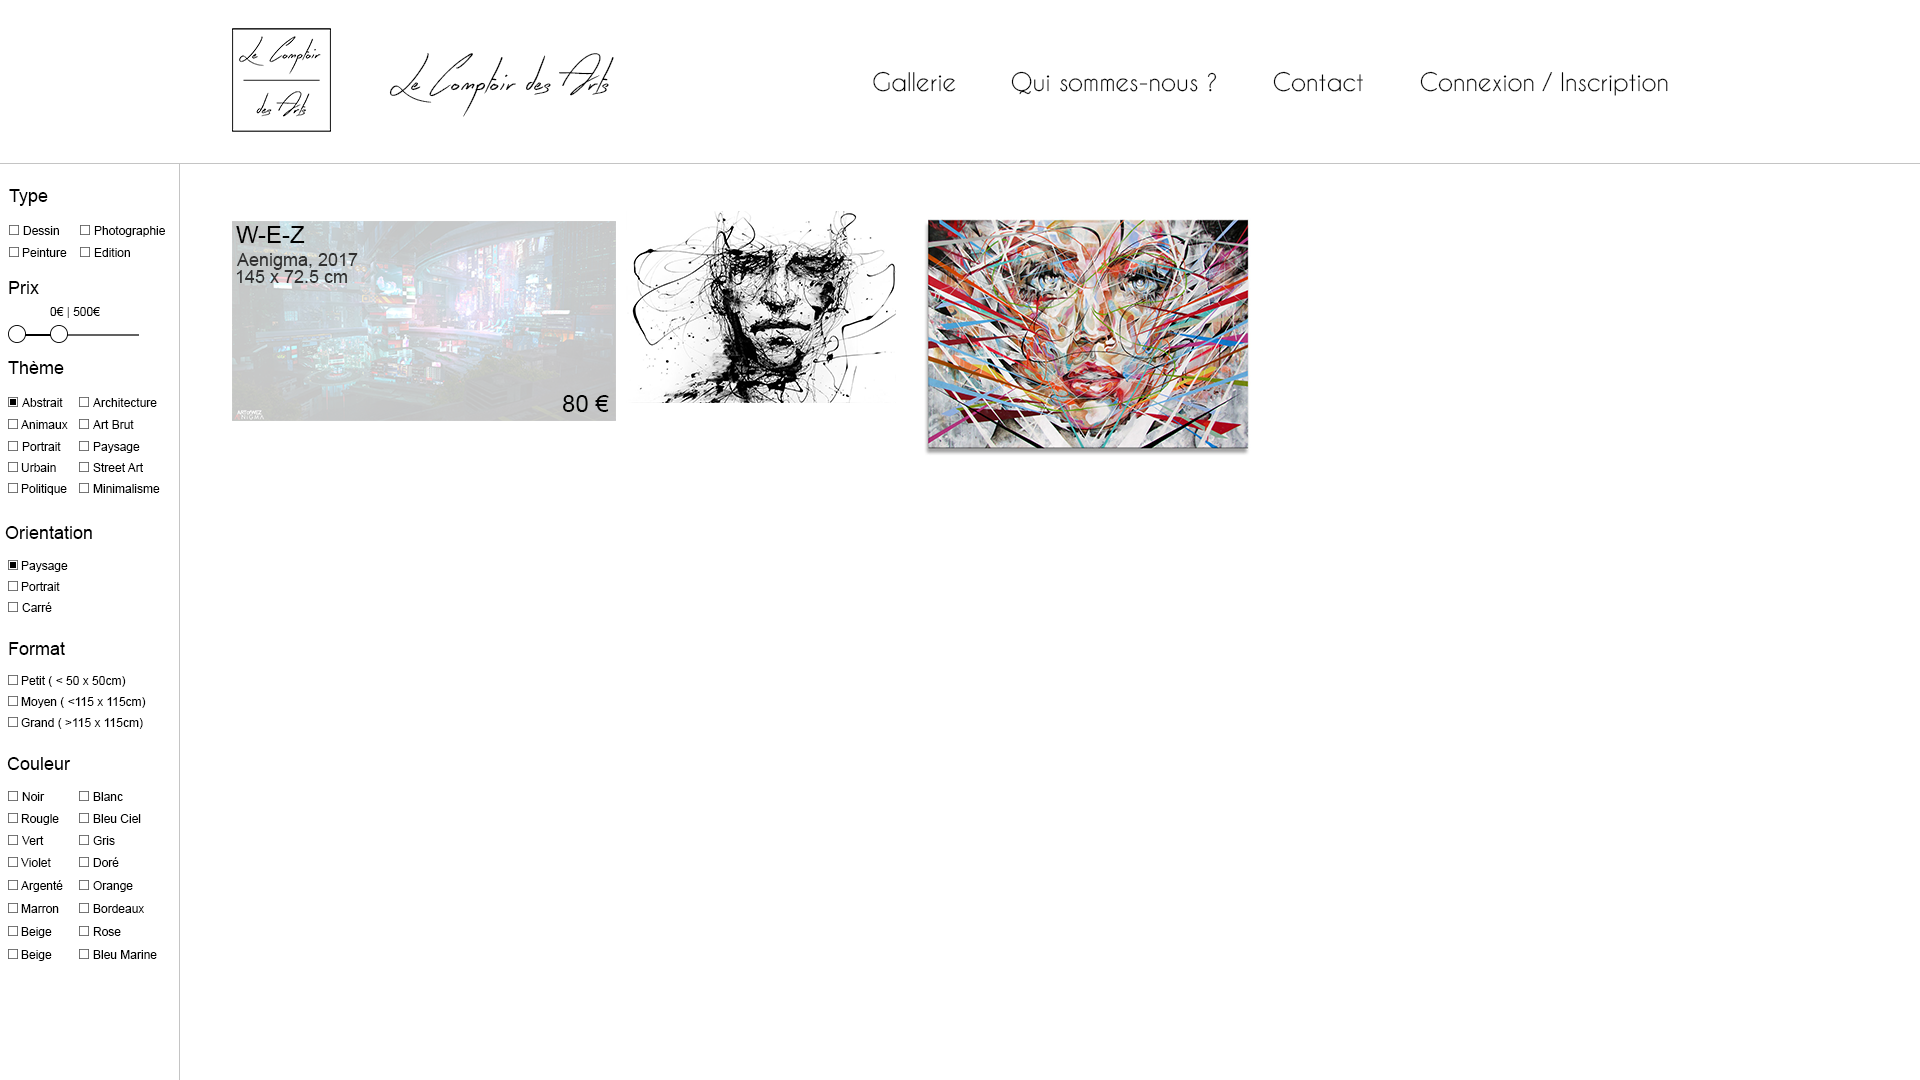 Le Comptoir
des Arts
Le Comptoir des Arts
Gallerie
Qui sommes-nous ?
Contact
Connexion / Inscription
Type
Dessin
Photographie
Peinture
Edition
Prix
0€ | 500€
Thème
Abstrait
Architecture
Animaux
Art Brut
Portrait
Paysage
Urbain
Street Art
Politique
Minimalisme
Orientation
Paysage
Portrait
Carré
Format
Petit ( < 50 x 50cm)
Moyen ( <115 x 115cm)
Grand ( >115 x 115cm)
Couleur
Noir
Blanc
Rougle
Bleu Ciel
Vert
Gris
Violet
Doré
Argenté
Orange
Marron
Bordeaux
Beige
Rose
Beige
Bleu Marine
W-E-Z
Aenigma, 2017
145 x 72.5 cm
80 €